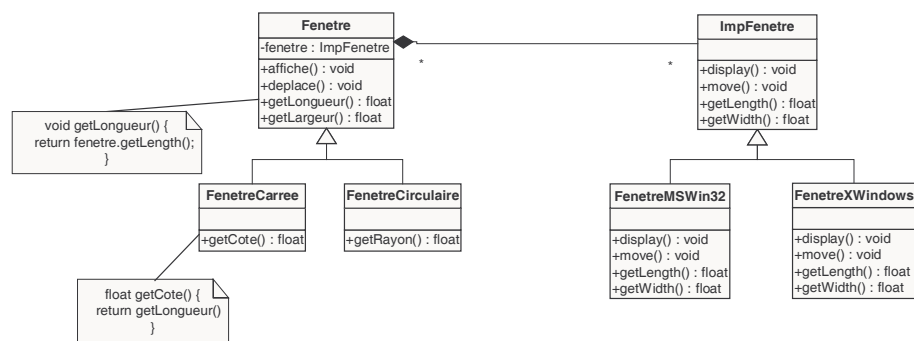 Fenetre
-fenetre : ImpFenetre
+affiche() : void
+deplace() : void
+getLongueur() : float
+getLargeur() : float
*
*
ImpFenetre
+display() : void
+move() : void
+getLength() : float
+getWidth() : float
void getLongueur() {
return fenetre.getLength();
}
FenetreCarree
+getCote() : float
FenetreCirculaire
+getRayon() : float
FenetreMSWin32
+display() : void
+move() : void
+getLength() : float
+getWidth() : float
FenetreXWindows
+display() : void
+move() : void
+getLength() : float
+getWidth() : float
float getCote() {
return getLongueur()
}